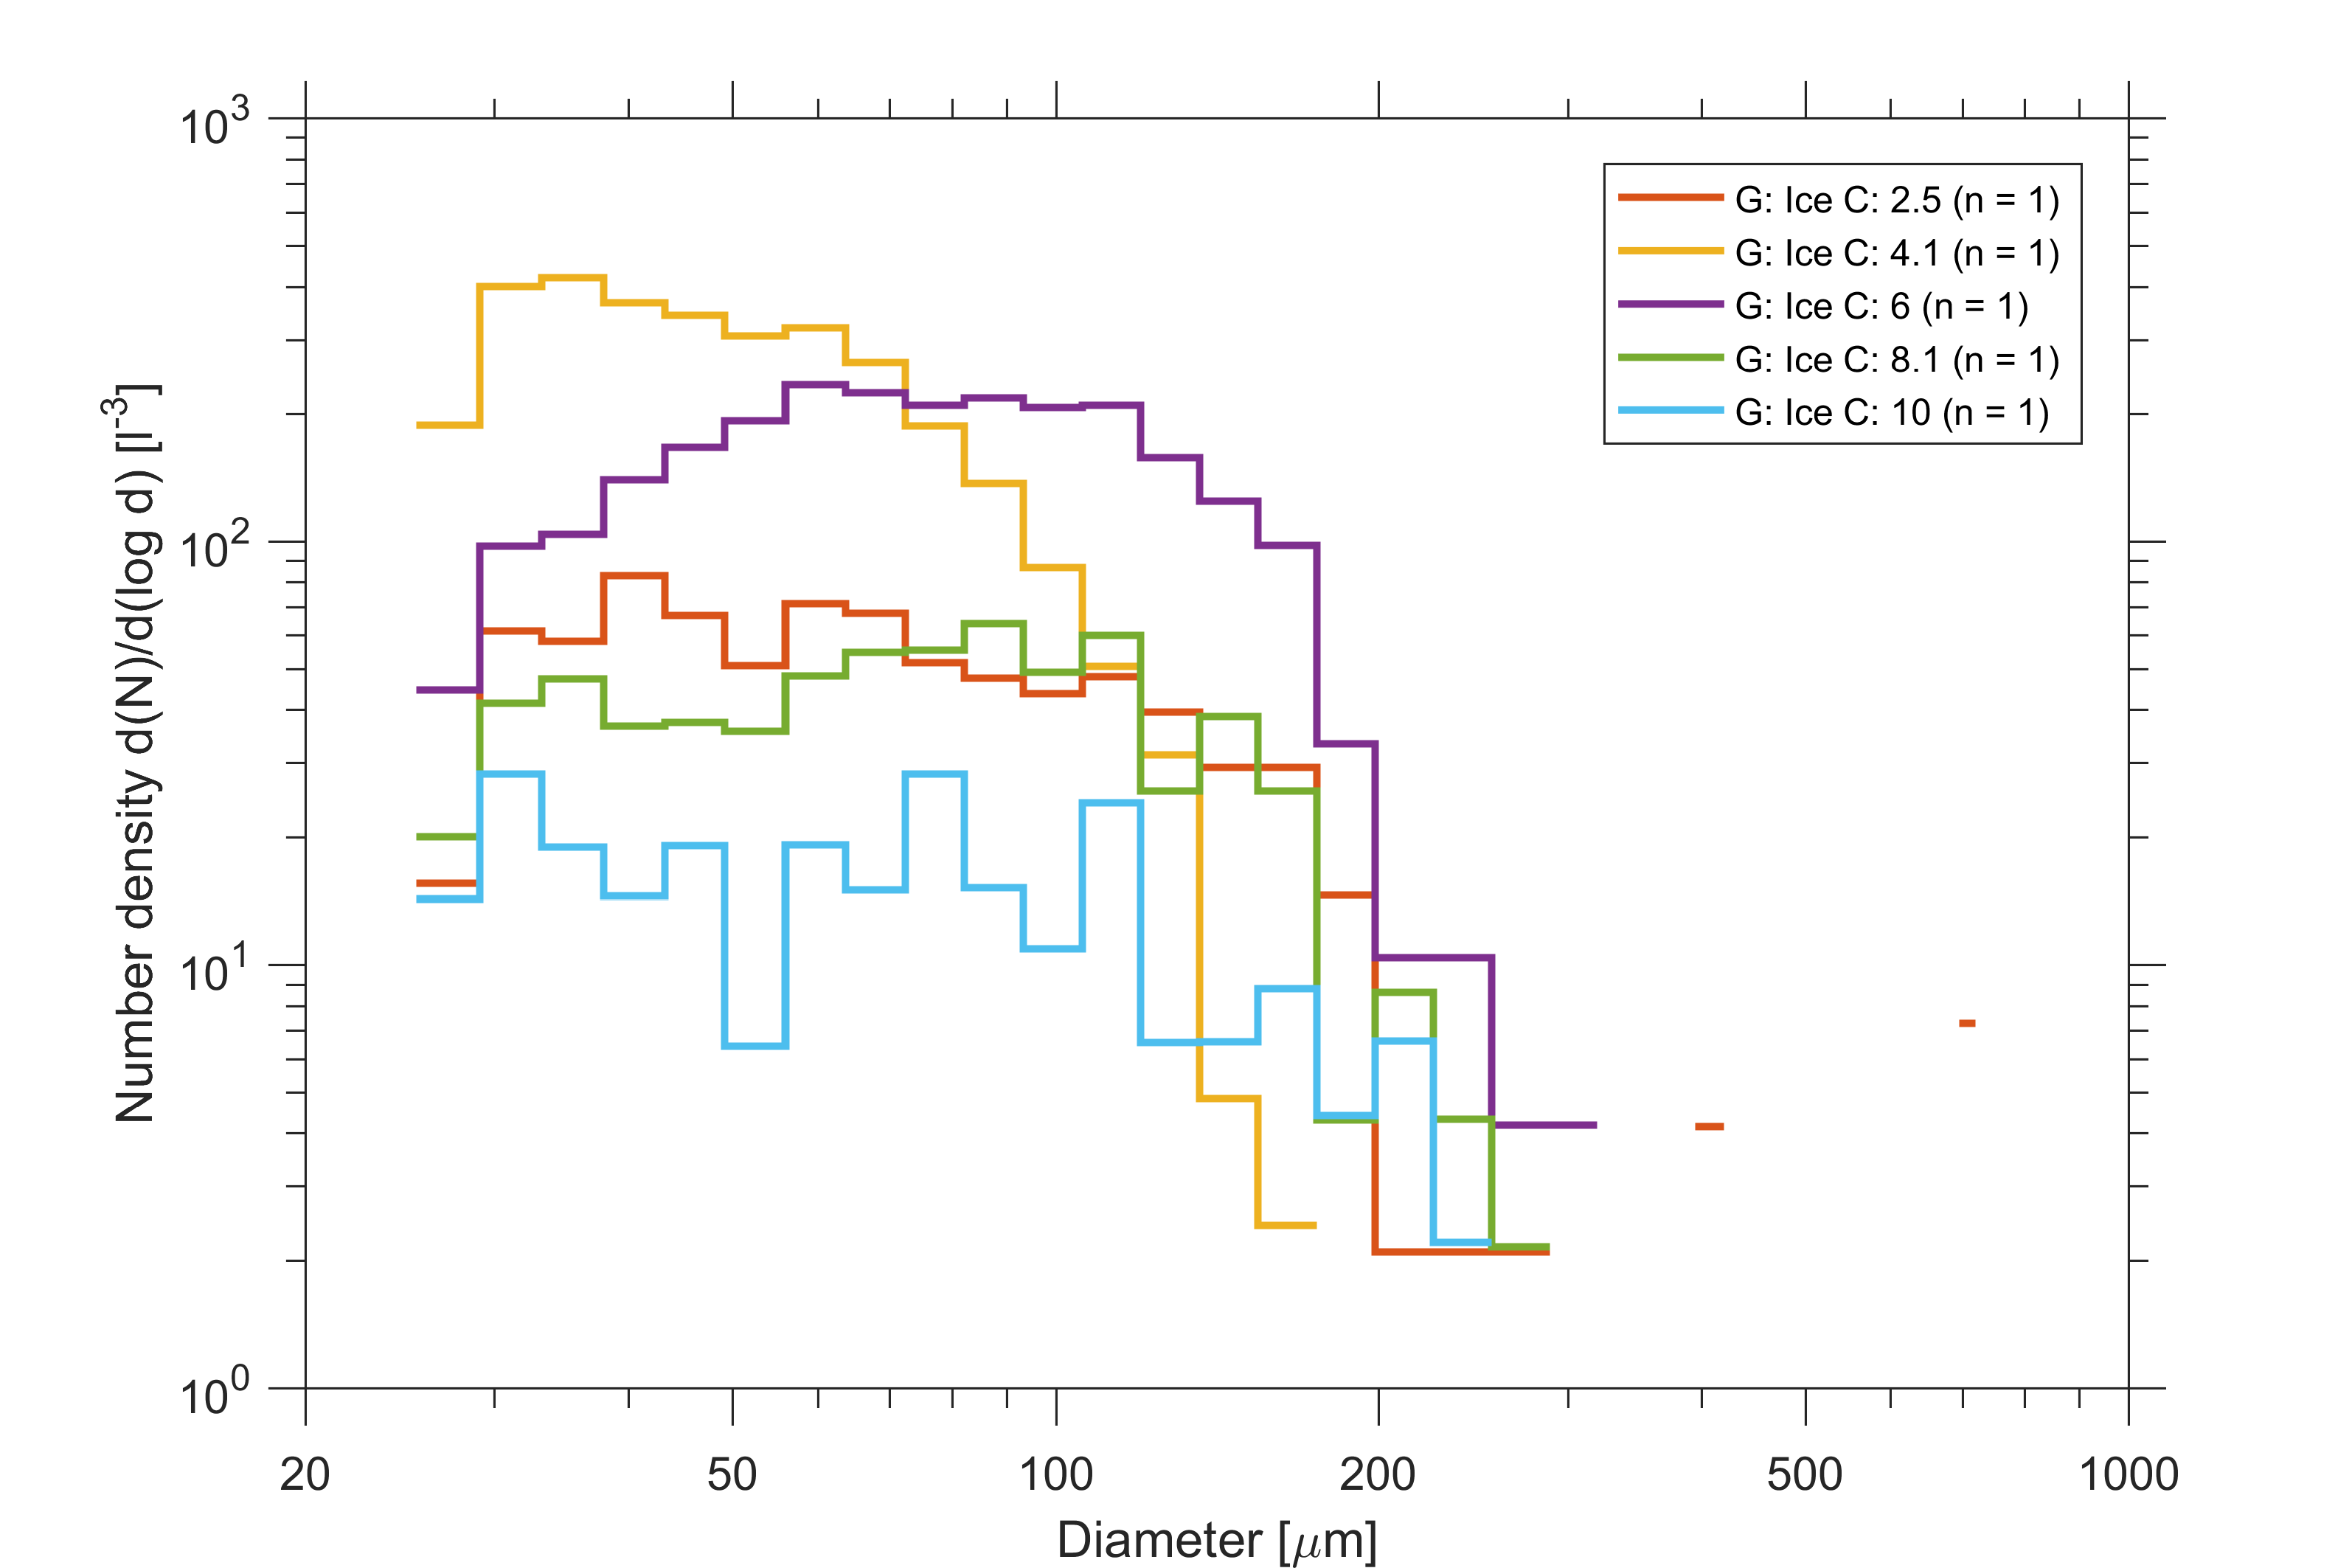 10^3
10^2
10^1
10^0
Number density d(N)/d(log d) [l^-3]
G: Ice C: 2.5 (n = 1)
G: Ice C: 4.1 (n = 1)
G: Ice C: 6 (n = 1)
G: Ice C: 8.1 (n = 1)
G: Ice C: 10 (n = 1)
20 50 100 200 500 1000
Diameter [μm]